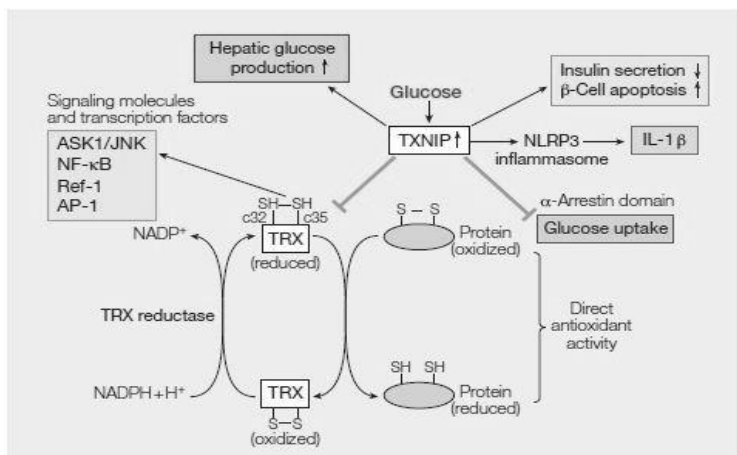 Hepatic glucose
production ↑
Glucose
Insulin secretion ↓
β-Cell apoptosis ↑
TXNIP ↑
NLRP3
inflammasome
IL-1β
Signaling molecules
and transcription factors
ASK1/JNK
NF-κB
Ref-1
AP-1
α-Arrestin domain
Glucose uptake
SH–SH
c32 c35
TRX
(reduced)
S – S
Protein
(oxidized)
NADP⁺
TRX reductase
Direct
antioxidant
activity
NADPH+H⁺
TRX
S–S
(oxidized)
SH SH
Protein
(reduced)